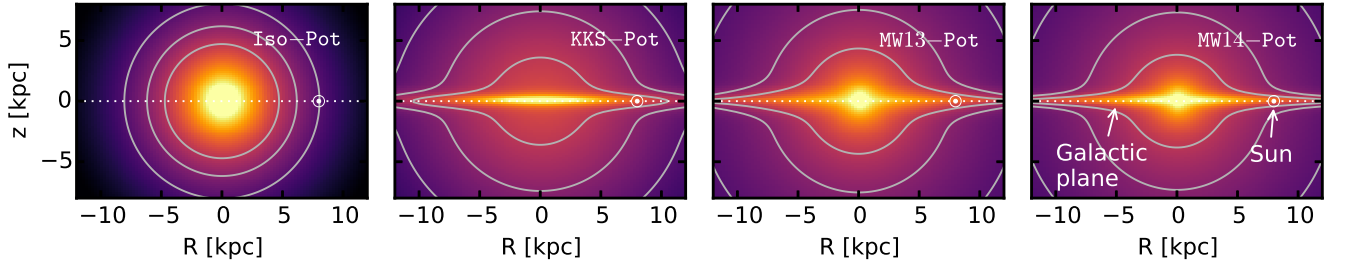 Iso−Pot
KKS−Pot
MW13−Pot
MW14−Pot
z [kpc]
5
0
−5
Galactic
plane
Sun
−10 −5 0 5 10
−10 −5 0 5 10
−10 −5 0 5 10
−10 −5 0 5 10
R [kpc]
R [kpc]
R [kpc]
R [kpc]